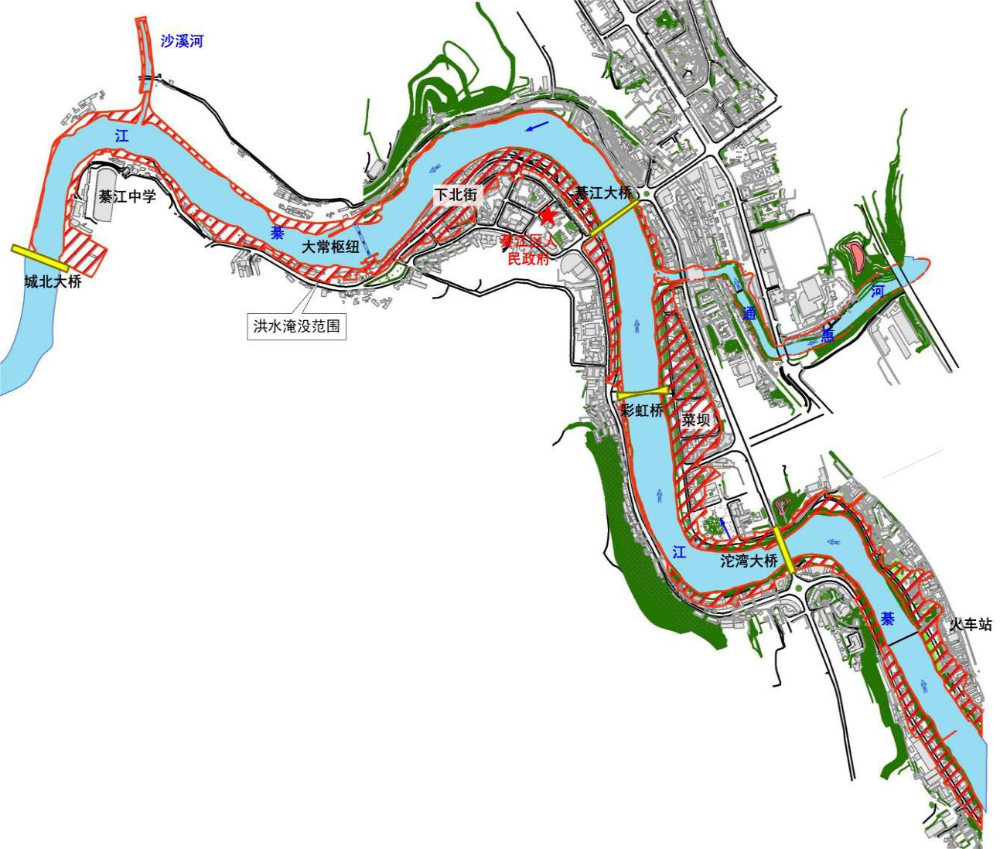 沙溪河
江
綦江中学
綦
大常枢纽
城北大桥
洪水淹没范围
下北街
綦江大桥
綦江区人
民政府
河
通
惠
彩虹桥
菜坝
江
沱湾大桥
綦
火车站